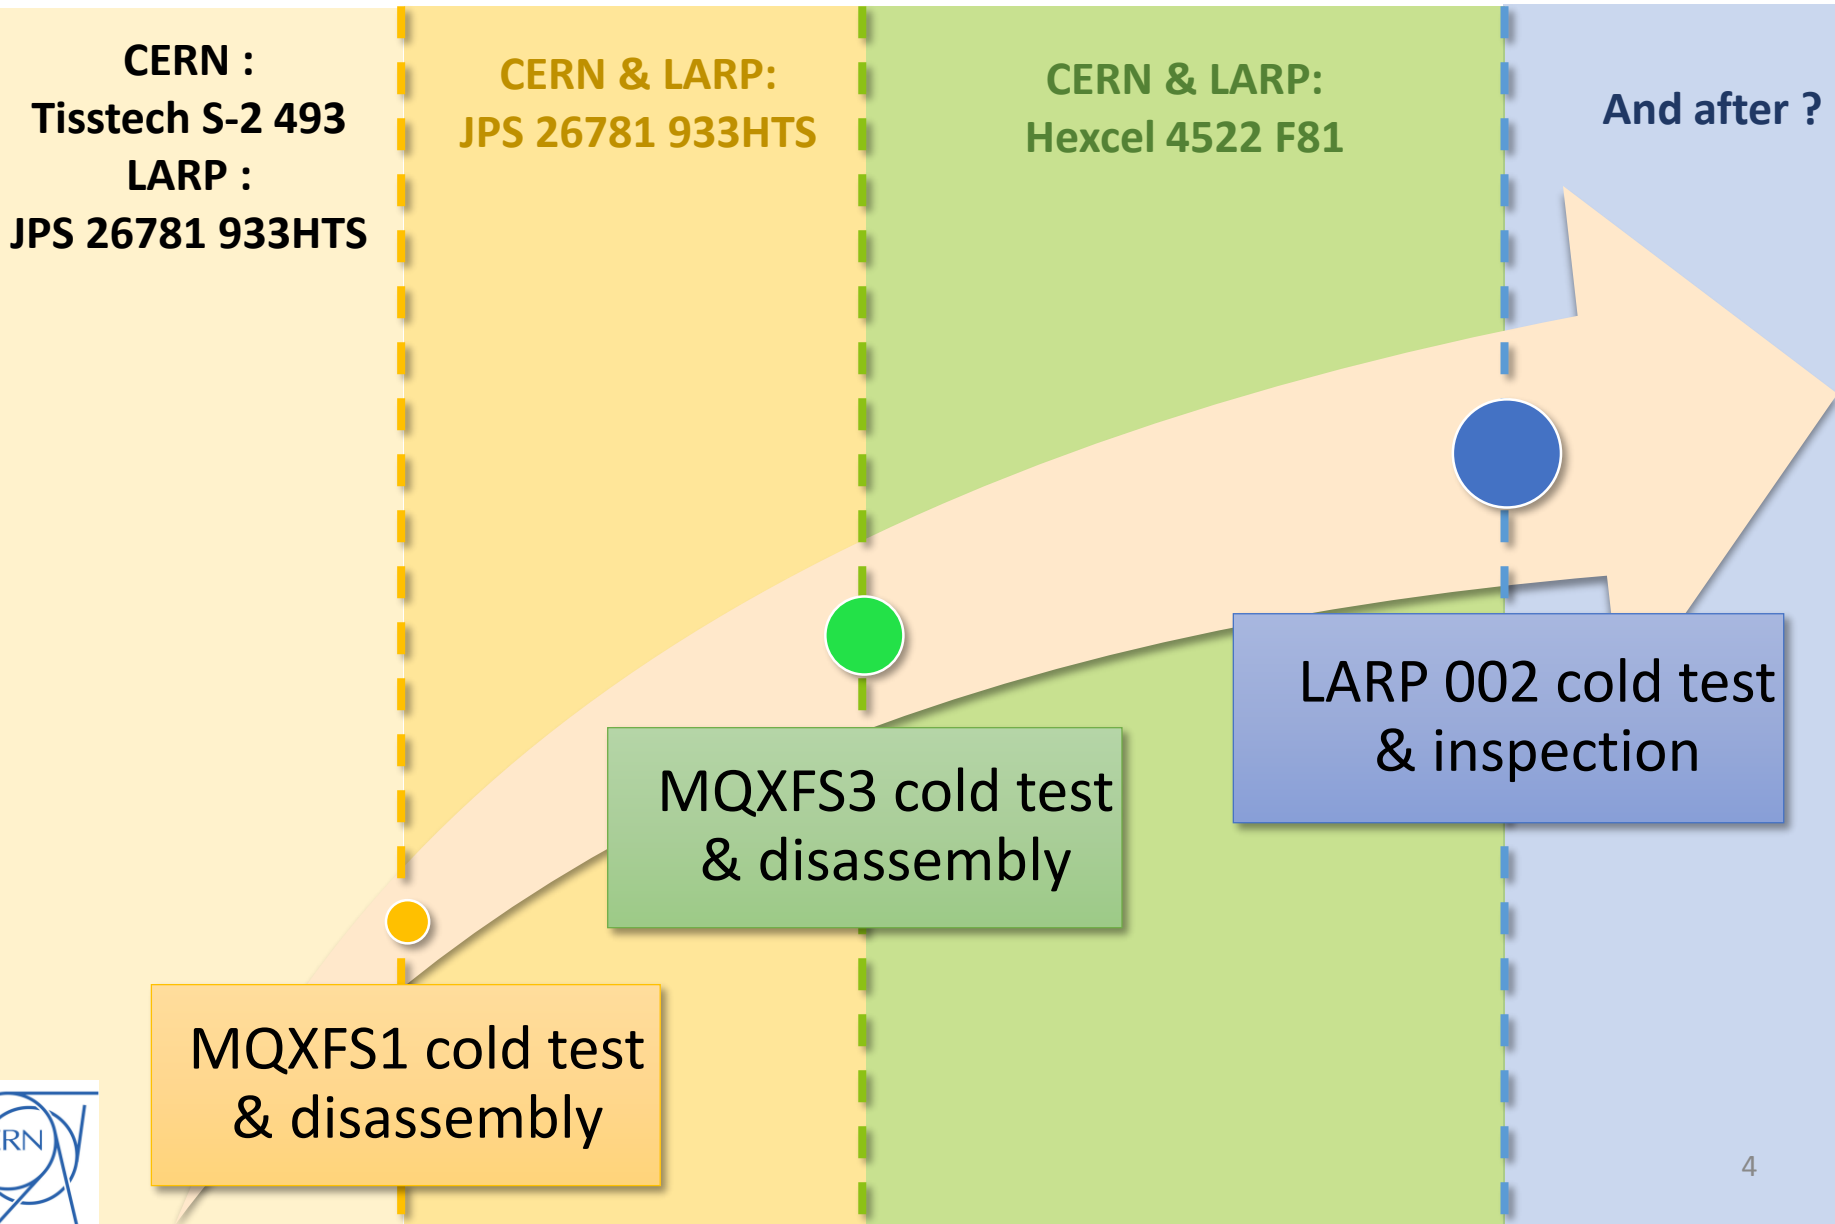 CERN :
Tisstech S-2 493
LARP :
JPS 26781 933HTS
CERN & LARP:
JPS 26781 933HTS
CERN & LARP:
Hexcel 4522 F81
And after ?
LARP 002 cold test
& inspection
MQXFS3 cold test
& disassembly
MQXFS1 cold test
& disassembly
RN
4